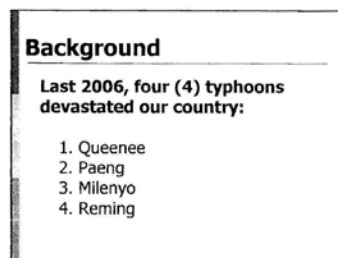 Background
Last 2006, four (4) typhoons
devastated our country:
1. Queenee
2. Paeng
3. Milenyo
4. Reming